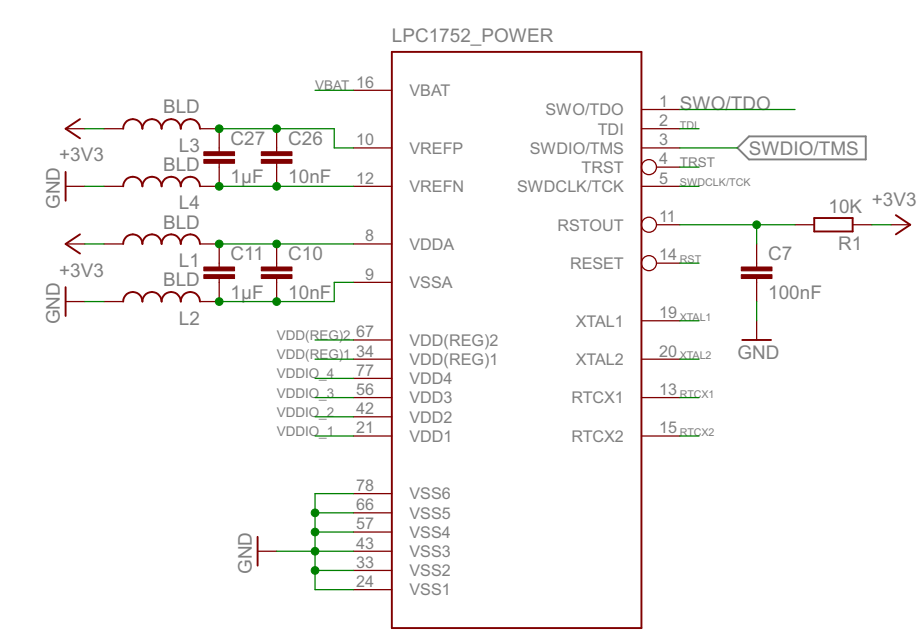 LPC1752_POWER
VBAT 16 VBAT
BLD
L3
+3V3
C27
1µF
C26
10nF
10 VREFP
BLD
L4
GND
12 VREFN
BLD
L1
+3V3
C11
1µF
C10
10nF
8 VDDA
BLD
L2
GND
9 VSSA
VDD(REG)2 67 VDD(REG)2
VDD(REG)1 34 VDD(REG)1
VDDIO_4 77 VDD4
VDDIO_3 56 VDD3
VDDIO_2 42 VDD2
VDDIO_1 21 VDD1
78 VSS6
66 VSS5
57 VSS4
43 VSS3
33 VSS2
24 VSS1
GND
SWO/TDO 1 SWO/TDO
TDI 2 TDI
SWDIO/TMS 3 SWDIO/TMS
TRST 4 TRST
SWDCLK/TCK 5 SWDCLK/TCK
RSTOUT 11
10K
R1
+3V3
C7
100nF
GND
RESET 14 RST
XTAL1 19 XTAL1
XTAL2 20 XTAL2
RTCX1 13 RTCX1
RTCX2 15 RTCX2